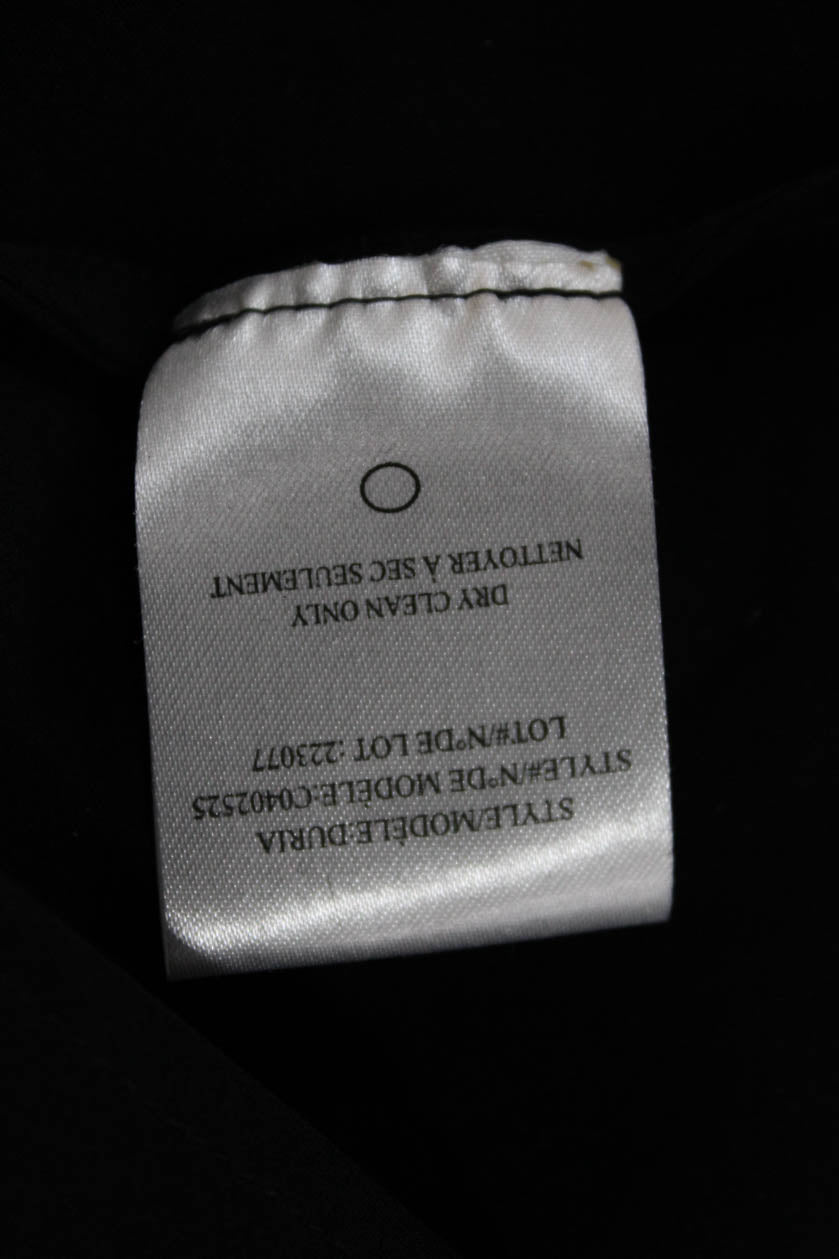 STYLE/MODÈLE:DURIA
STYLE#/N°DE MODÈLE:C0402525
LOT#/N°DE LOT :223077
DRY CLEAN ONLY
NETTOYER À SEC SEULEMENT